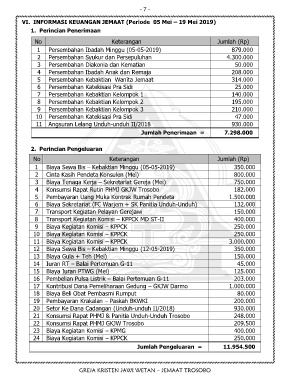 - 7 -
VI. INFORMASI KEUANGAN JEMAAT (Periode 05 Mei – 19 Mei 2019)
1. Perincian Penerimaan
No Keterangan Jumlah (Rp)
1 Persembahan Ibadah Minggu (05-05-2019) 879.000
2 Persembahan Syukur dan Persepuluhan 4.300.000
3 Persembahan Diakonia dan Kematian 50.000
4 Persembahan Ibadah Anak dan Remaja 208.000
5 Persembahan Kebaktian Warito Jemaat 314.000
6 Persembahan Katekisasi Pra Sidi 25.000
7 Persembahan Kebaktian Kelompok 1 140.000
8 Persembahan Kebaktian Kelompok 2 195.000
9 Persembahan Kebaktian Kelompok 3 210.000
10 Persembahan Katekisasi Pra Sidi 47.000
11 Angsuran Lelang Unduh-unduh II/2018 930.000
Jumlah Penerimaan = 7.298.000
2. Perincian Pengeluaran
No Keterangan Jumlah (Rp)
1 Biaya Sewa Bis – Kebaktian Minggu (05-05-2019) 350.000
2 Cinta Kasih Pendeta Konsulen (Mei) 800.000
3 Biaya Tenaga Kerja – Sekretariat Gereja (Mei) 750.000
4 Konsumsi Rapat Rutin PHMJ GKJW Trosobo 182.000
5 Pembayaran Uang Muka Kontrak Rumah Pendeta 1.500.000
6 Biaya Sekretariat (FC Warjem + SK Panitia Unduh-Unduh) 132.000
7 Transport Kegiatan Pelayan Gerejawi 150.000
8 Transport Kegiatan Komisi – KPPCK MD ST-II 400.000
9 Biaya Kegiatan Komisi – KPPCK 250.000
10 Biaya Kegiatan Komisi – KPPCK 250.000
11 Biaya Kegiatan Komisi – KPPCK 3.000.000
12 Biaya Sewa Bis – Kebaktian Minggu (12-05-2019) 350.000
13 Biaya Gula + Teh (Mei) 150.000
14 Iuran RT – Balai Pertemuan G-11 45.000
15 Biaya Iuran PTWG (Mei) 125.000
16 Pembelian Pulsa Listrik – Balai Pertemuan G-11 203.000
17 Kontribusi Dana Pemeliharaan Gedung – GKJW Darmo 1.000.000
18 Biaya Beli Obat Pembasmi Rumput 80.000
19 Pembayaran Krakalan – Paskah BKWKI 200.000
20 Setor Ke Dana Cadangan (Unduh-unduh II/2018) 930.000
21 Konsumsi Rapat PHMJ & Panitia Unduh-Unduh Trosobo 248.000
22 Konsumsi Rapat PHMJ GKJW Trosobo 209.500
23 Biaya Kegiatan Komisi – KPMG 400.000
24 Biaya Kegiatan Komisi – KPPCK 250.000
Jumlah Pengeluaran = 11.954.500
GREJA KRISTEN JAWI WETAN – JEMAAT TROSOBO